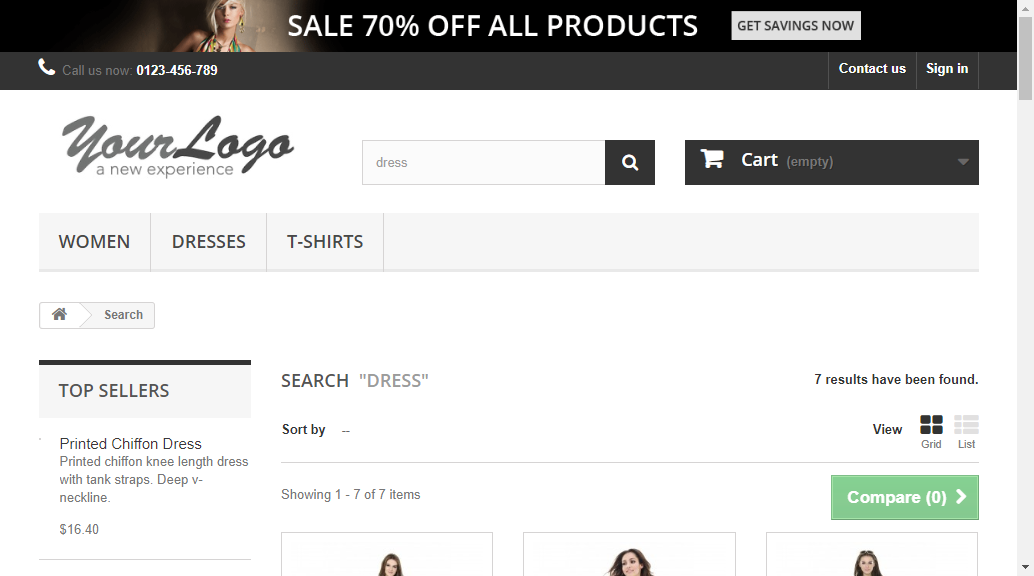 SALE 70% OFF ALL PRODUCTS GET SAVINGS NOW
Call us now: 0123-456-789 Contact us Sign in
YourLogo
a new experience
dress
Cart (empty)
WOMEN DRESSES T-SHIRTS
Search
TOP SELLERS
Printed Chiffon Dress
Printed chiffon knee length dress
with tank straps. Deep v-
neckline.
$16.40
SEARCH "DRESS" 7 results have been found.
Sort by -- View Grid List
Showing 1 - 7 of 7 items Compare (0)